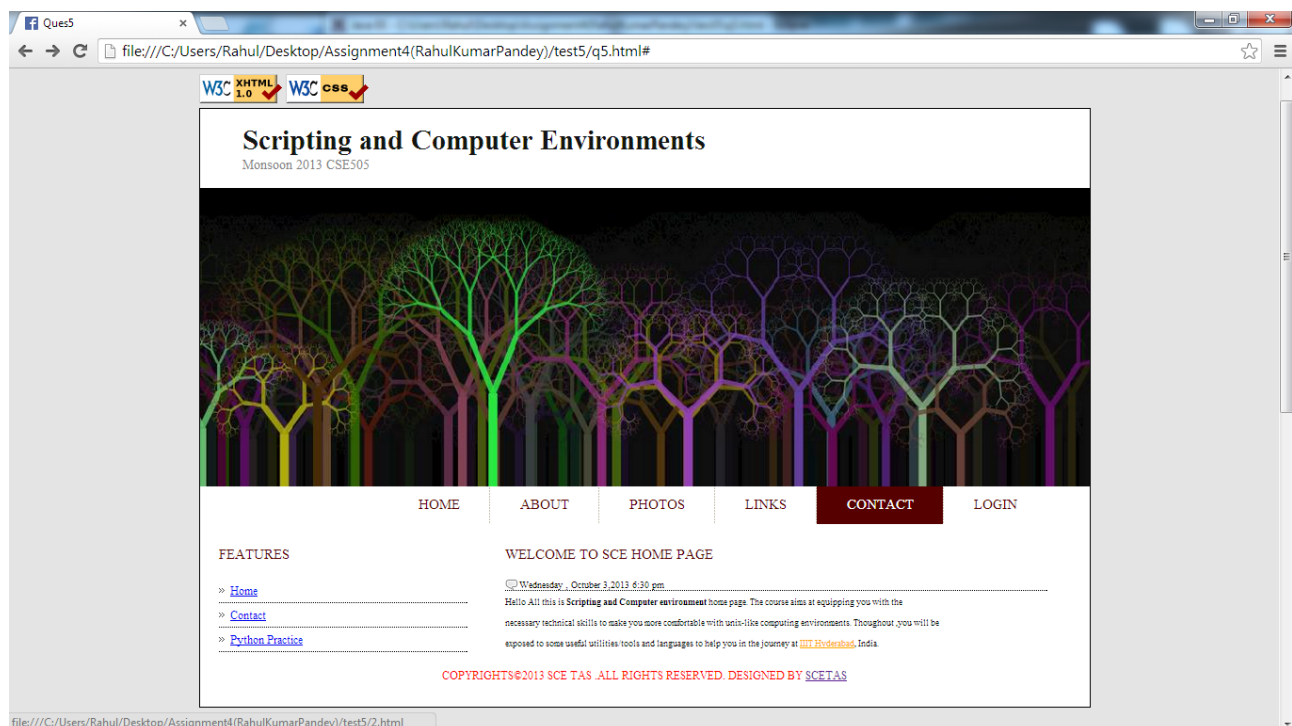 Ques5
file:///C:/Users/Rahul/Desktop/Assignment4(RahulKumarPandey)/test5/q5.html#
W3C XHTML 1.0 W3C css
Scripting and Computer Environments
Monsoon 2013 CSE505
HOME ABOUT PHOTOS LINKS CONTACT LOGIN
FEATURES
» Home
» Contact
» Python Practice
WELCOME TO SCE HOME PAGE
Wednesday , Octuber 3,2013 6:30 pm
Hello All this is Scripting and Computer environment home page. The course aims at equipping you with the
necessary technical skills to make you more comfortable with unix-like computing environments. Thoughout ,you will be
exposed to some useful utilities/tools and languages to help you in the journey at IIIT Hyderabad, India.
COPYRIGHTS©2013 SCE TAS .ALL RIGHTS RESERVED. DESIGNED BY SCETAS
file:///C:/Users/Rahul/Desktop/Assignment4(RahulKumarPandey)/test5/2.html